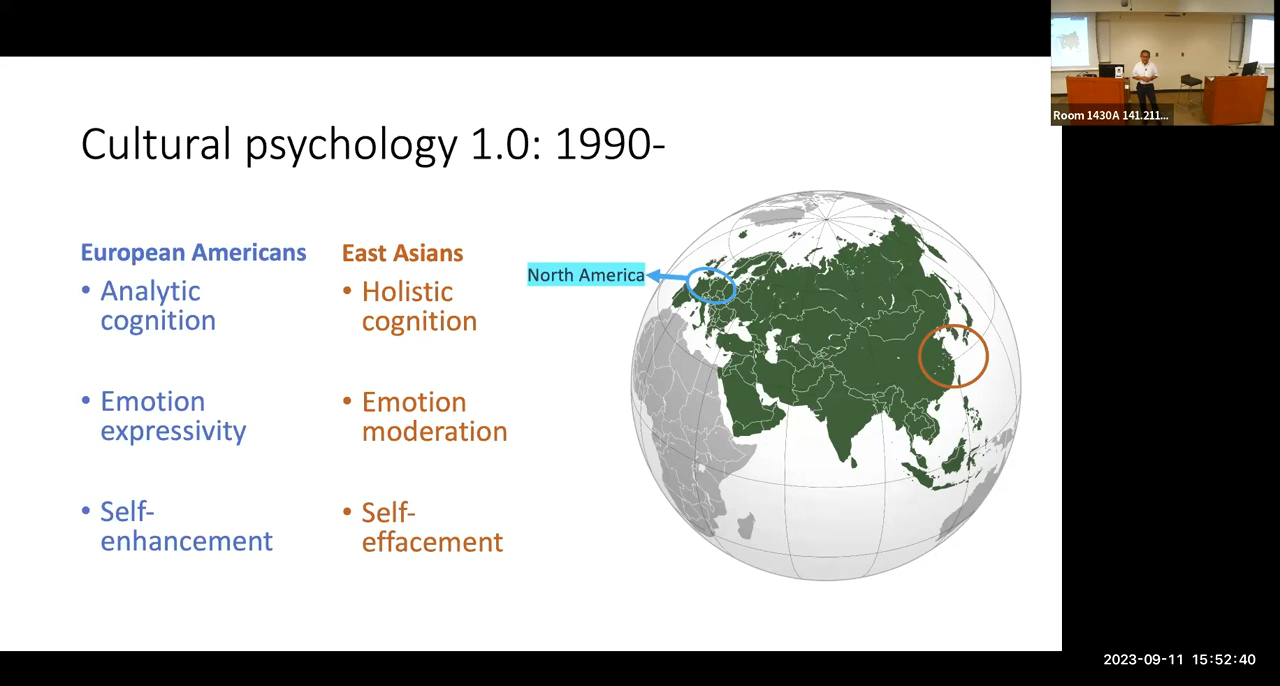 Room 1430A 141.211...
Cultural psychology 1.0: 1990-
European Americans
• Analytic
cognition
• Emotion
expressivity
• Self-
enhancement
East Asians
• Holistic
cognition
• Emotion
moderation
• Self-
effacement
North America
2023-09-11 15:52:40